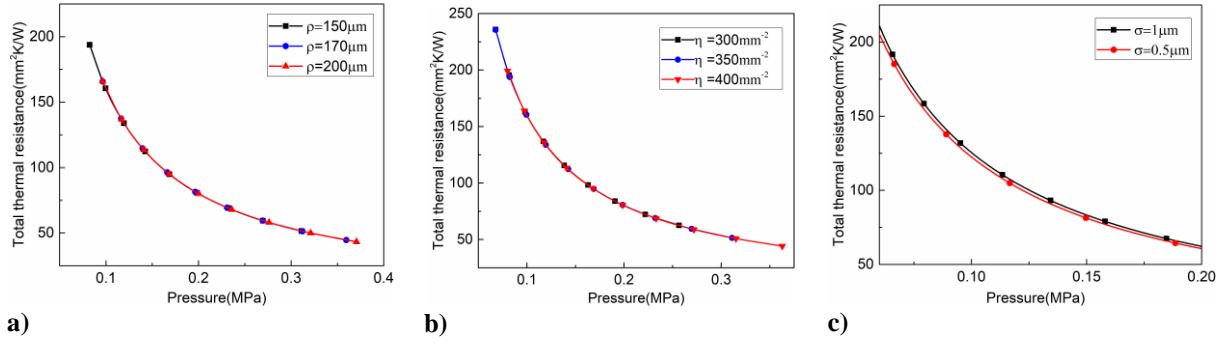 ρ=150μm
ρ=170μm
ρ=200μm
200
150
100
50
0.1
0.2
0.3
0.4
Total thermal resistance(mm²K/W)
Pressure(MPa)
a)
η =300mm⁻²
η =350mm⁻²
η =400mm⁻²
250
200
150
100
50
0.1
0.2
0.3
Total thermal resistance(mm²K/W)
Pressure(MPa)
b)
σ=1μm
σ=0.5μm
200
150
100
50
0.10
0.15
0.20
Total thermal resistance(mm²K/W)
Pressure(MPa)
c)